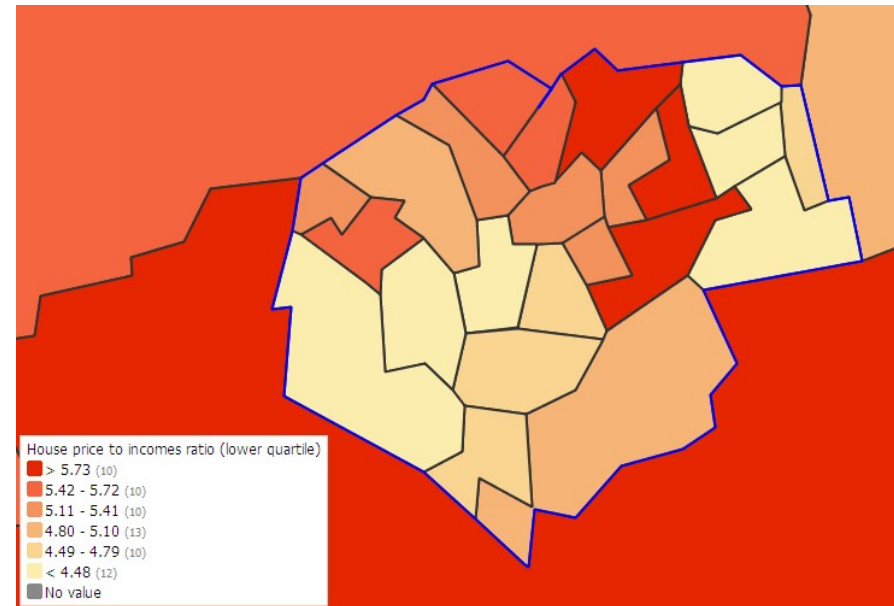 House price to incomes ratio (lower quartile)
> 5.73 (10)
5.42 - 5.72 (10)
5.11 - 5.41 (10)
4.80 - 5.10 (13)
4.49 - 4.79 (10)
< 4.48 (12)
No value